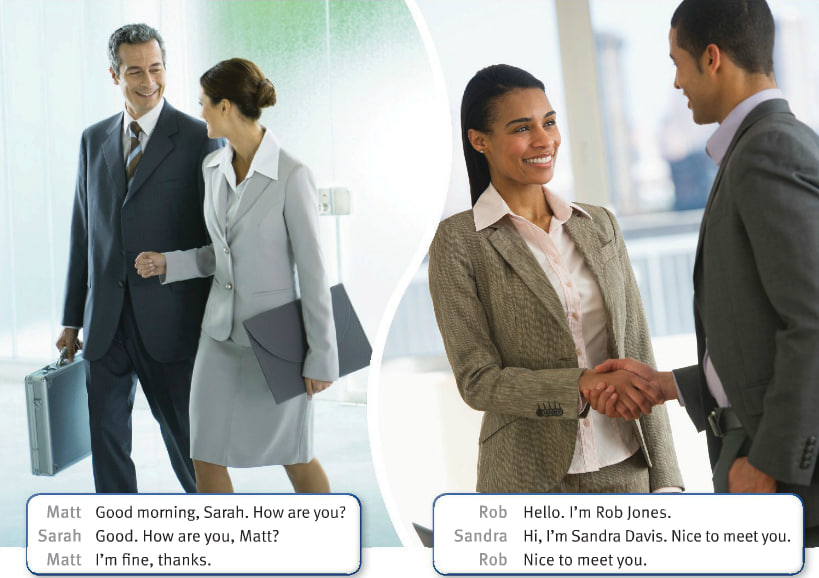 Matt Good morning, Sarah. How are you?
Sarah Good. How are you, Matt?
Matt I'm fine, thanks.
Rob Hello. I'm Rob Jones.
Sandra Hi, I'm Sandra Davis. Nice to meet you.
Rob Nice to meet you.